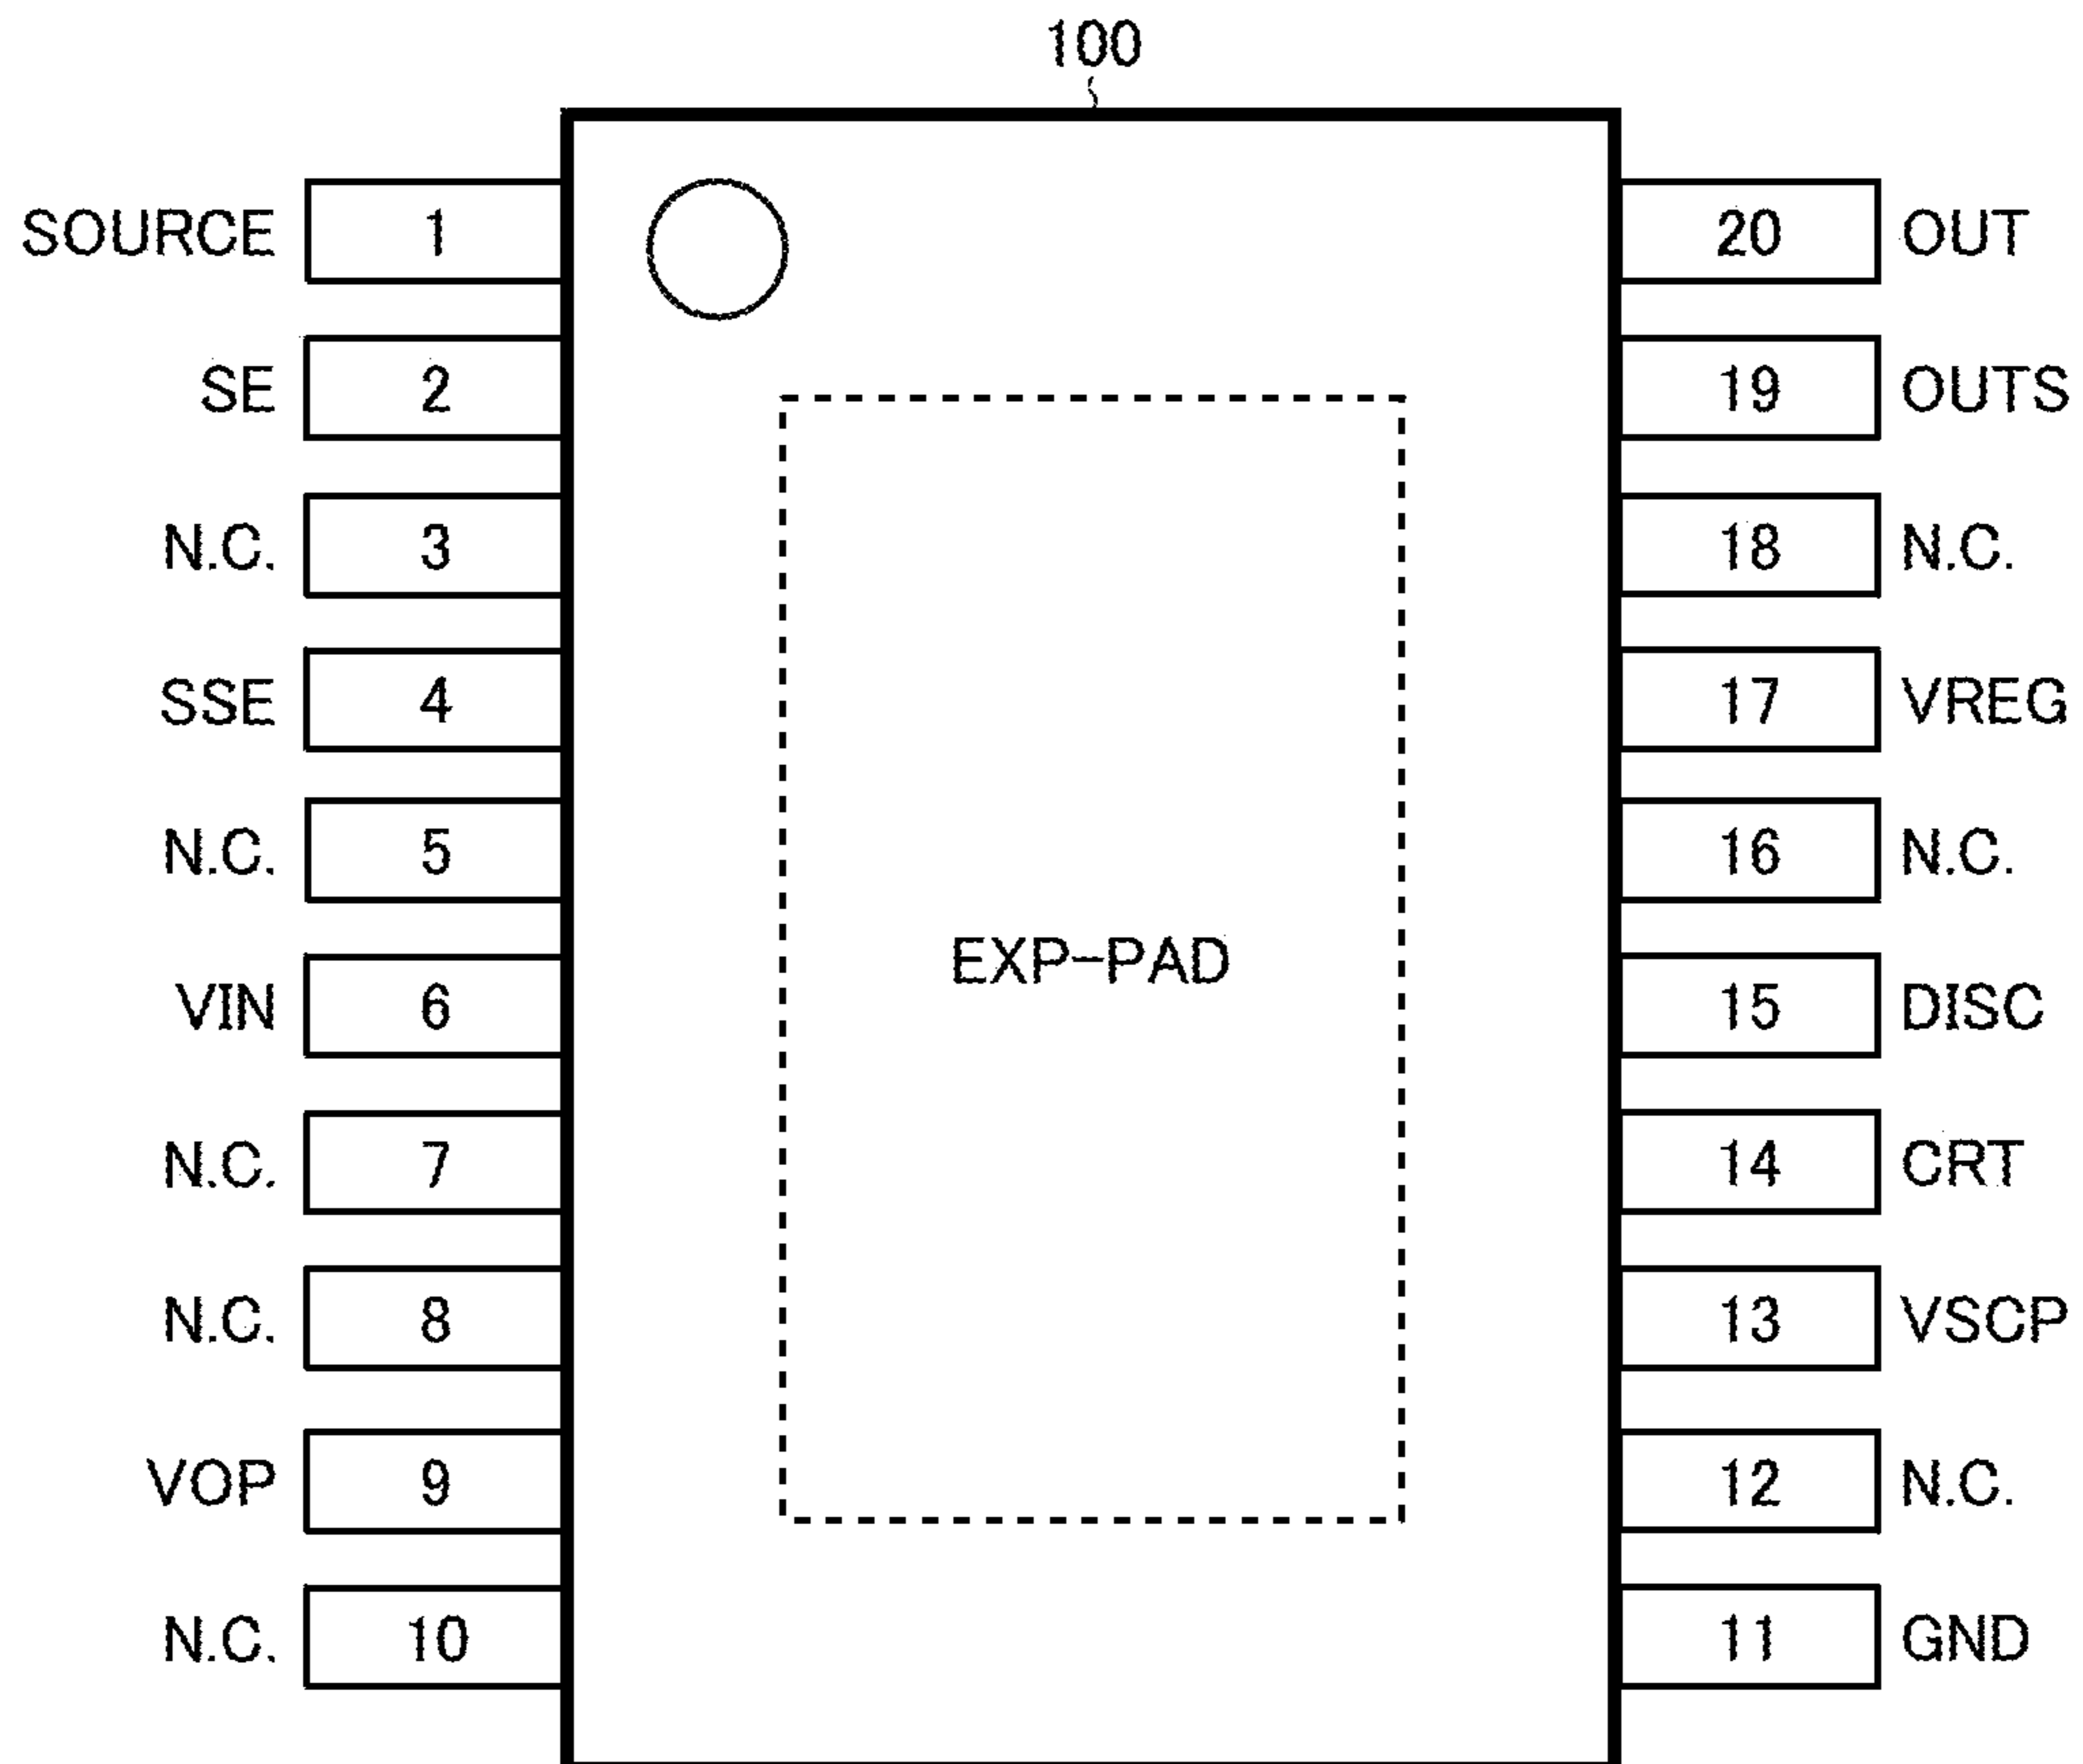 100
SOURCE 1 20 OUT
SE 2 19 OUTS
N.C. 3 18 N.C.
SSE 4 17 VREG
N.C. 5 16 N.C.
EXP-PAD
VIN 6 15 DISC
N.C. 7 14 CRT
N.C. 8 13 VSCP
VOP 9 12 N.C.
N.C. 10 11 GND